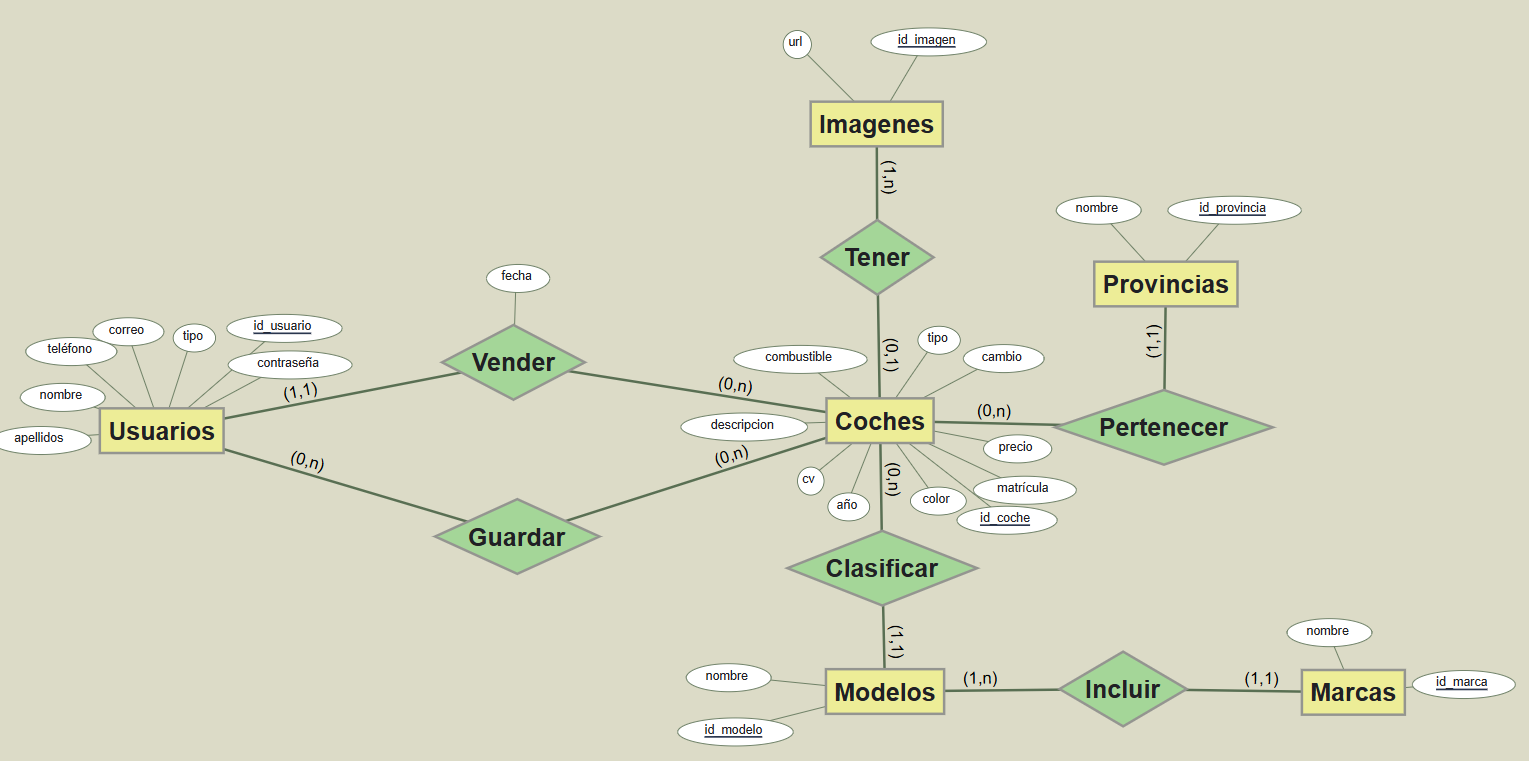 url
id_imagen
Imagenes
(1,n)
Tener
(0,1)
nombre
id_provincia
Provincias
(1,1)
Pertenecer
(0,n)
fecha
Vender
(1,1)
(0,n)
correo
tipo
id_usuario
teléfono
contraseña
nombre
apellidos
Usuarios
(0,n)
Guardar
(0,n)
combustible
tipo
cambio
descripcion
Coches
precio
cv
año
color
matrícula
id_coche
(0,n)
Clasificar
(1,1)
nombre
id_modelo
Modelos
(1,n)
Incluir
(1,1)
Marcas
nombre
id_marca